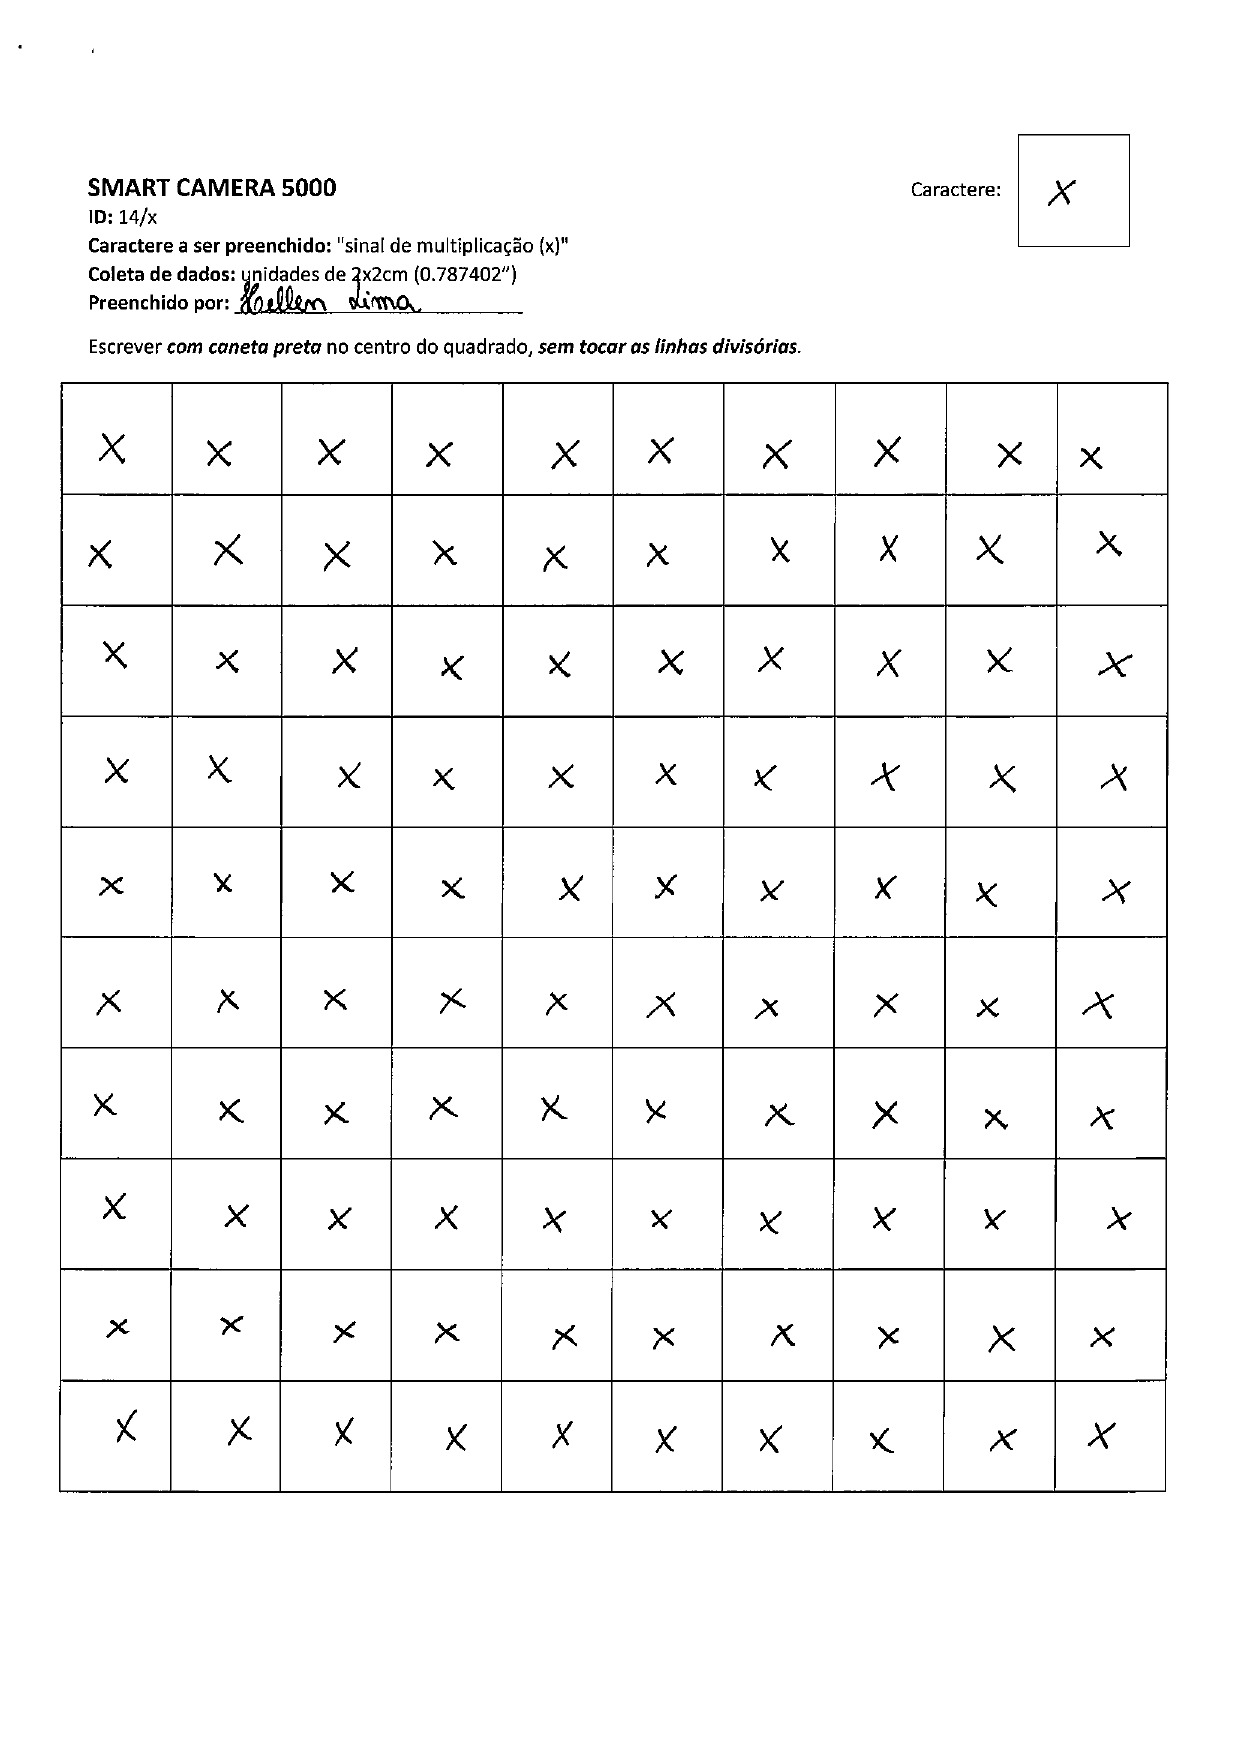 SMART CAMERA 5000
Caractere: x
ID: 14/x
Caractere a ser preenchido: "sinal de multiplicação (x)"
Coleta de dados: unidades de 2x2cm (0.787402”)
Preenchido por: Hellen Lima
Escrever com caneta preta no centro do quadrado, sem tocar as linhas divisórias.
x x x x x x x x x x
x x x x x x x x x x
x x x x x x x x x x
x x x x x x x x x x
x x x x x x x x x x
x x x x x x x x x x
x x x x x x x x x x
x x x x x x x x x x
x x x x x x x x x x
x x x x x x x x x x